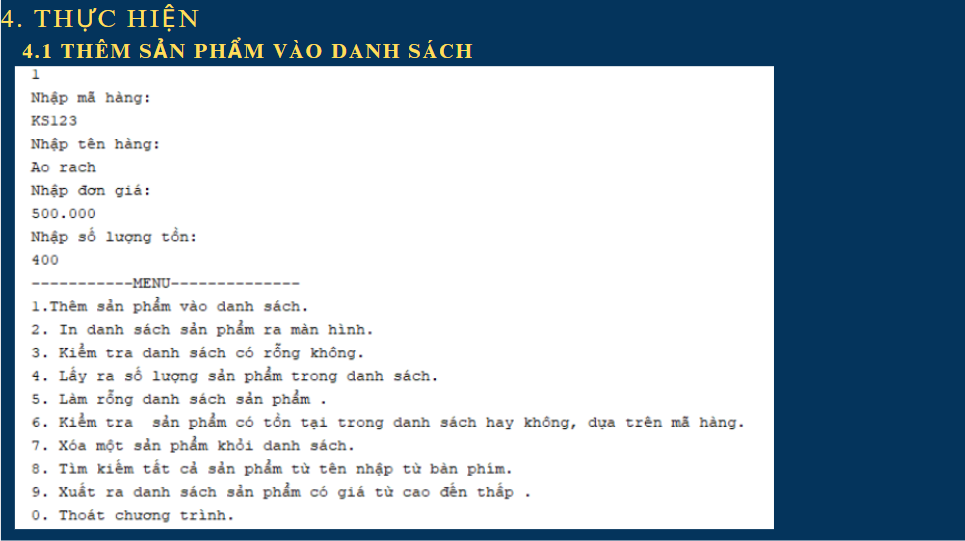 4. THỰC HIỆN
4.1 THÊM SẢN PHẨM VÀO DANH SÁCH
1
Nhập mã hàng:
KS123
Nhập tên hàng:
Ao rach
Nhập đơn giá:
500.000
Nhập số lượng tồn:
400
-----------MENU--------------
1.Thêm sản phẩm vào danh sách.
2. In danh sách sản phẩm ra màn hình.
3. Kiểm tra danh sách có rỗng không.
4. Lấy ra số lượng sản phẩm trong danh sách.
5. Làm rỗng danh sách sản phẩm .
6. Kiểm tra  sản phẩm có tồn tại trong danh sách hay không, dựa trên mã hàng.
7. Xóa một sản phẩm khỏi danh sách.
8. Tìm kiếm tất cả sản phẩm từ tên nhập từ bàn phím.
9. Xuất ra danh sách sản phẩm có giá từ cao đến thấp .
0. Thoát chương trình.